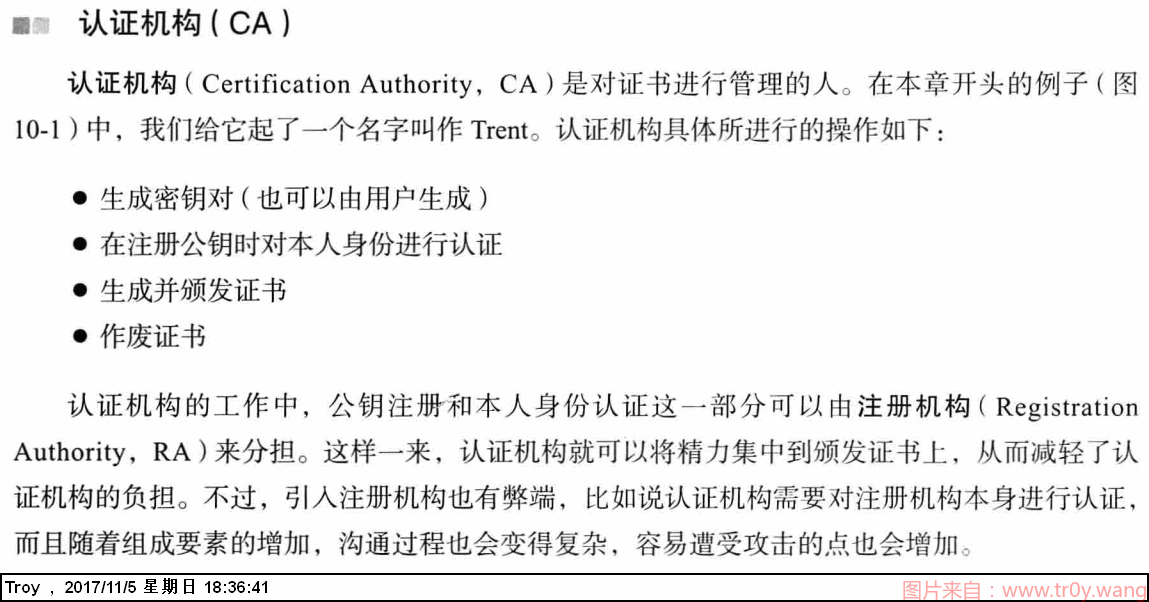 认证机构（CA）
认证机构（Certification Authority，CA）是对证书进行管理的人。在本章开头的例子（图
10-1）中，我们给它起了一个名字叫作 Trent。认证机构具体所进行的操作如下：
● 生成密钥对（也可以由用户生成）
● 在注册公钥时对本人身份进行认证
● 生成并颁发证书
● 作废证书
认证机构的工作中，公钥注册和本人身份认证这一部分可以由注册机构（Registration
Authority，RA）来分担。这样一来，认证机构就可以将精力集中到颁发证书上，从而减轻了认
证机构的负担。不过，引入注册机构也有弊端，比如说认证机构需要对注册机构本身进行认证，
而且随着组成要素的增加，沟通过程也会变得复杂，容易遭受攻击的点也会增加。
Troy , 2017/11/5 星期日 18:36:41 图片来自：www.tr0y.wang